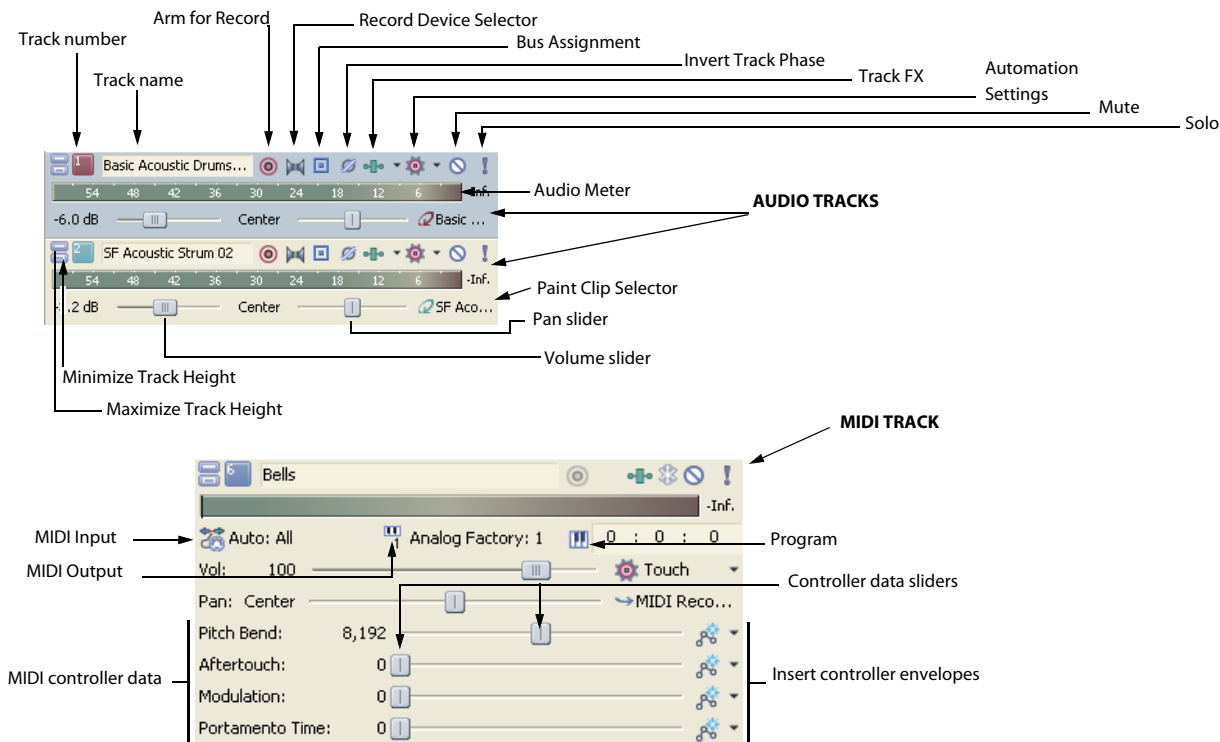 Arm for Record
Record Device Selector
Track number
Bus Assignment
Invert Track Phase
Track name
Track FX
Automation
Settings
Mute
Solo
1 Basic Acoustic Drums...
54 48 42 36 30 24 18 12 6 -Inf.
Audio Meter
AUDIO TRACKS
-6.0 dB Center Basic ...
2 SF Acoustic Strum 02
54 48 42 36 30 24 18 12 6 -Inf.
Paint Clip Selector
.2 dB Center SF Aco...
Pan slider
Volume slider
Minimize Track Height
Maximize Track Height
MIDI TRACK
6 Bells
-Inf.
MIDI Input
Auto: All 1 Analog Factory: 1 0 : 0 : 0
Program
MIDI Output
Vol: 100 Touch
Controller data sliders
Pan: Center MIDI Reco...
Pitch Bend: 8,192
Aftertouch: 0
MIDI controller data
Insert controller envelopes
Modulation: 0
Portamento Time: 0